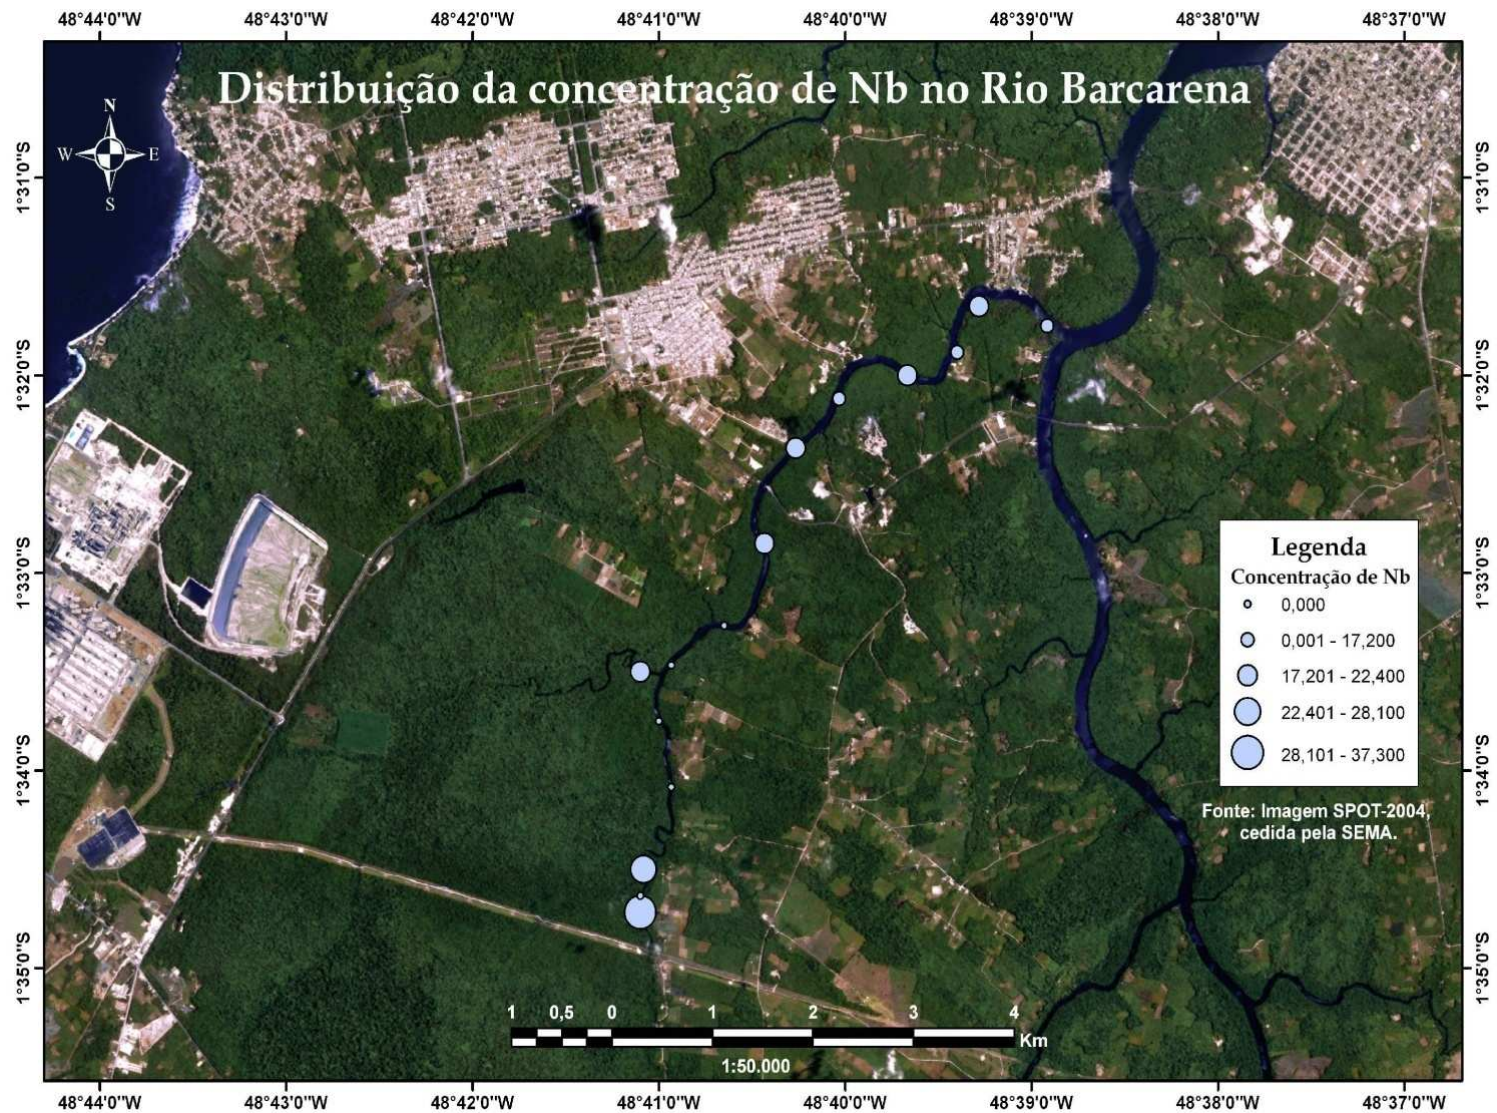 48°44'0"W 48°43'0"W 48°42'0"W 48°41'0"W 48°40'0"W 48°39'0"W 48°38'0"W 48°37'0"W
Distribuição da concentração de Nb no Rio Barcarena
N
W E
S
1°31'0"S 1°31'0"S
1°32'0"S 1°32'0"S
1°33'0"S 1°33'0"S
1°34'0"S 1°34'0"S
1°35'0"S 1°35'0"S
Legenda
Concentração de Nb
0,000
0,001 - 17,200
17,201 - 22,400
22,401 - 28,100
28,101 - 37,300
Fonte: Imagem SPOT-2004,
cedida pela SEMA.
1 0,5 0 1 2 3 4
Km
1:50.000
48°44'0"W 48°43'0"W 48°42'0"W 48°41'0"W 48°40'0"W 48°39'0"W 48°38'0"W 48°37'0"W